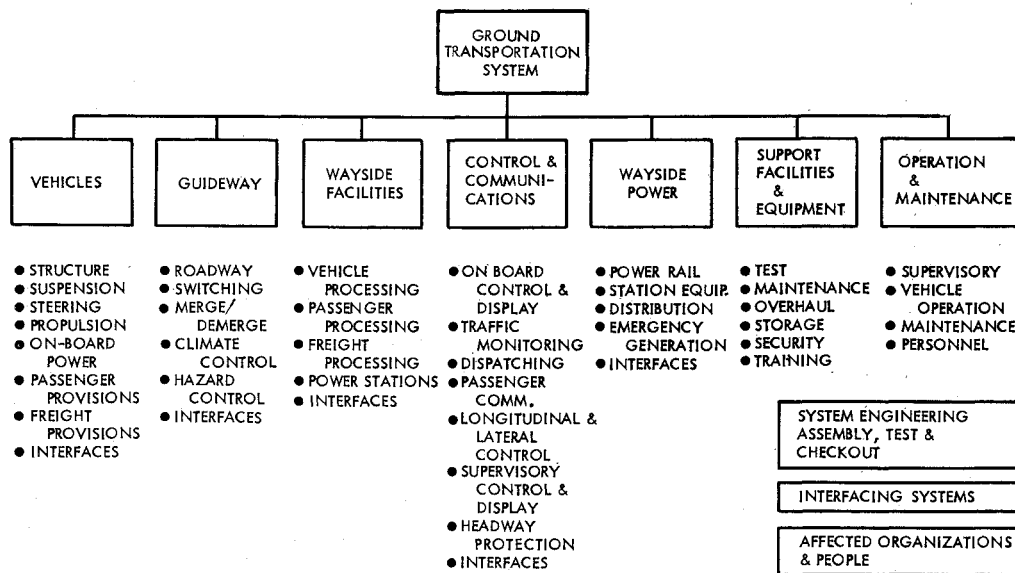 GROUND
TRANSPORTATION
SYSTEM
VEHICLES
GUIDEWAY
WAYSIDE
FACILITIES
CONTROL &
COMMUNI-
CATIONS
WAYSIDE
POWER
SUPPORT
FACILITIES
&
EQUIPMENT
OPERATION
&
MAINTENANCE
● STRUCTURE
● SUSPENSION
● STEERING
● PROPULSION
● ON-BOARD
POWER
● PASSENGER
PROVISIONS
● FREIGHT
PROVISIONS
● INTERFACES
● ROADWAY
● SWITCHING
● MERGE/
DEMERGE
● CLIMATE
CONTROL
● HAZARD
CONTROL
● INTERFACES
● VEHICLE
PROCESSING
● PASSENGER
PROCESSING
● FREIGHT
PROCESSING
● POWER STATIONS
● INTERFACES
● ON BOARD
CONTROL &
DISPLAY
● TRAFFIC
MONITORING
● DISPATCHING
● PASSENGER
COMM.
● LONGITUDINAL &
LATERAL
CONTROL
● SUPERVISORY
CONTROL &
DISPLAY
● HEADWAY
PROTECTION
● INTERFACES
● POWER RAIL
● STATION EQUIP.
● DISTRIBUTION
● EMERGENCY
GENERATION
● INTERFACES
● TEST
● MAINTENANCE
● OVERHAUL
● STORAGE
● SECURITY
● TRAINING
● SUPERVISORY
● VEHICLE
OPERATION
● MAINTENANCE
● PERSONNEL
SYSTEM ENGINEERING
ASSEMBLY, TEST &
CHECKOUT
INTERFACING SYSTEMS
AFFECTED ORGANIZATIONS
& PEOPLE